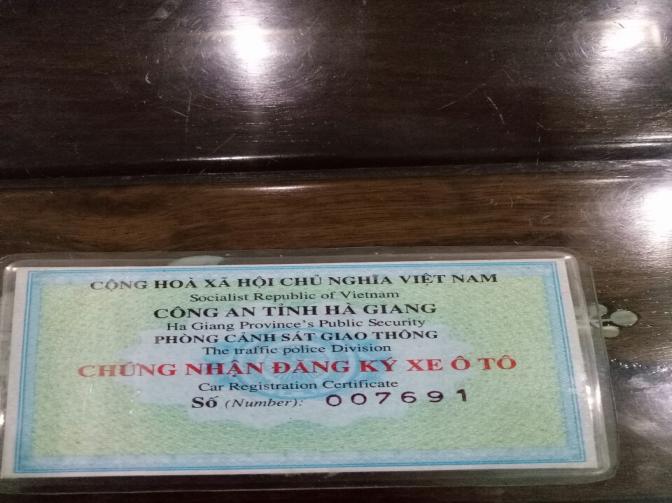 CỘNG HOÀ XÃ HỘI CHỦ NGHĨA VIỆT NAM
Socialist Republic of Vietnam
CÔNG AN TỈNH HÀ GIANG
Ha Giang Province's Public Security
PHÒNG CẢNH SÁT GIAO THÔNG
The traffic police Division
CHỨNG NHẬN ĐĂNG KÝ XE Ô TÔ
Car Registration Certificate
Số (Number): 007691